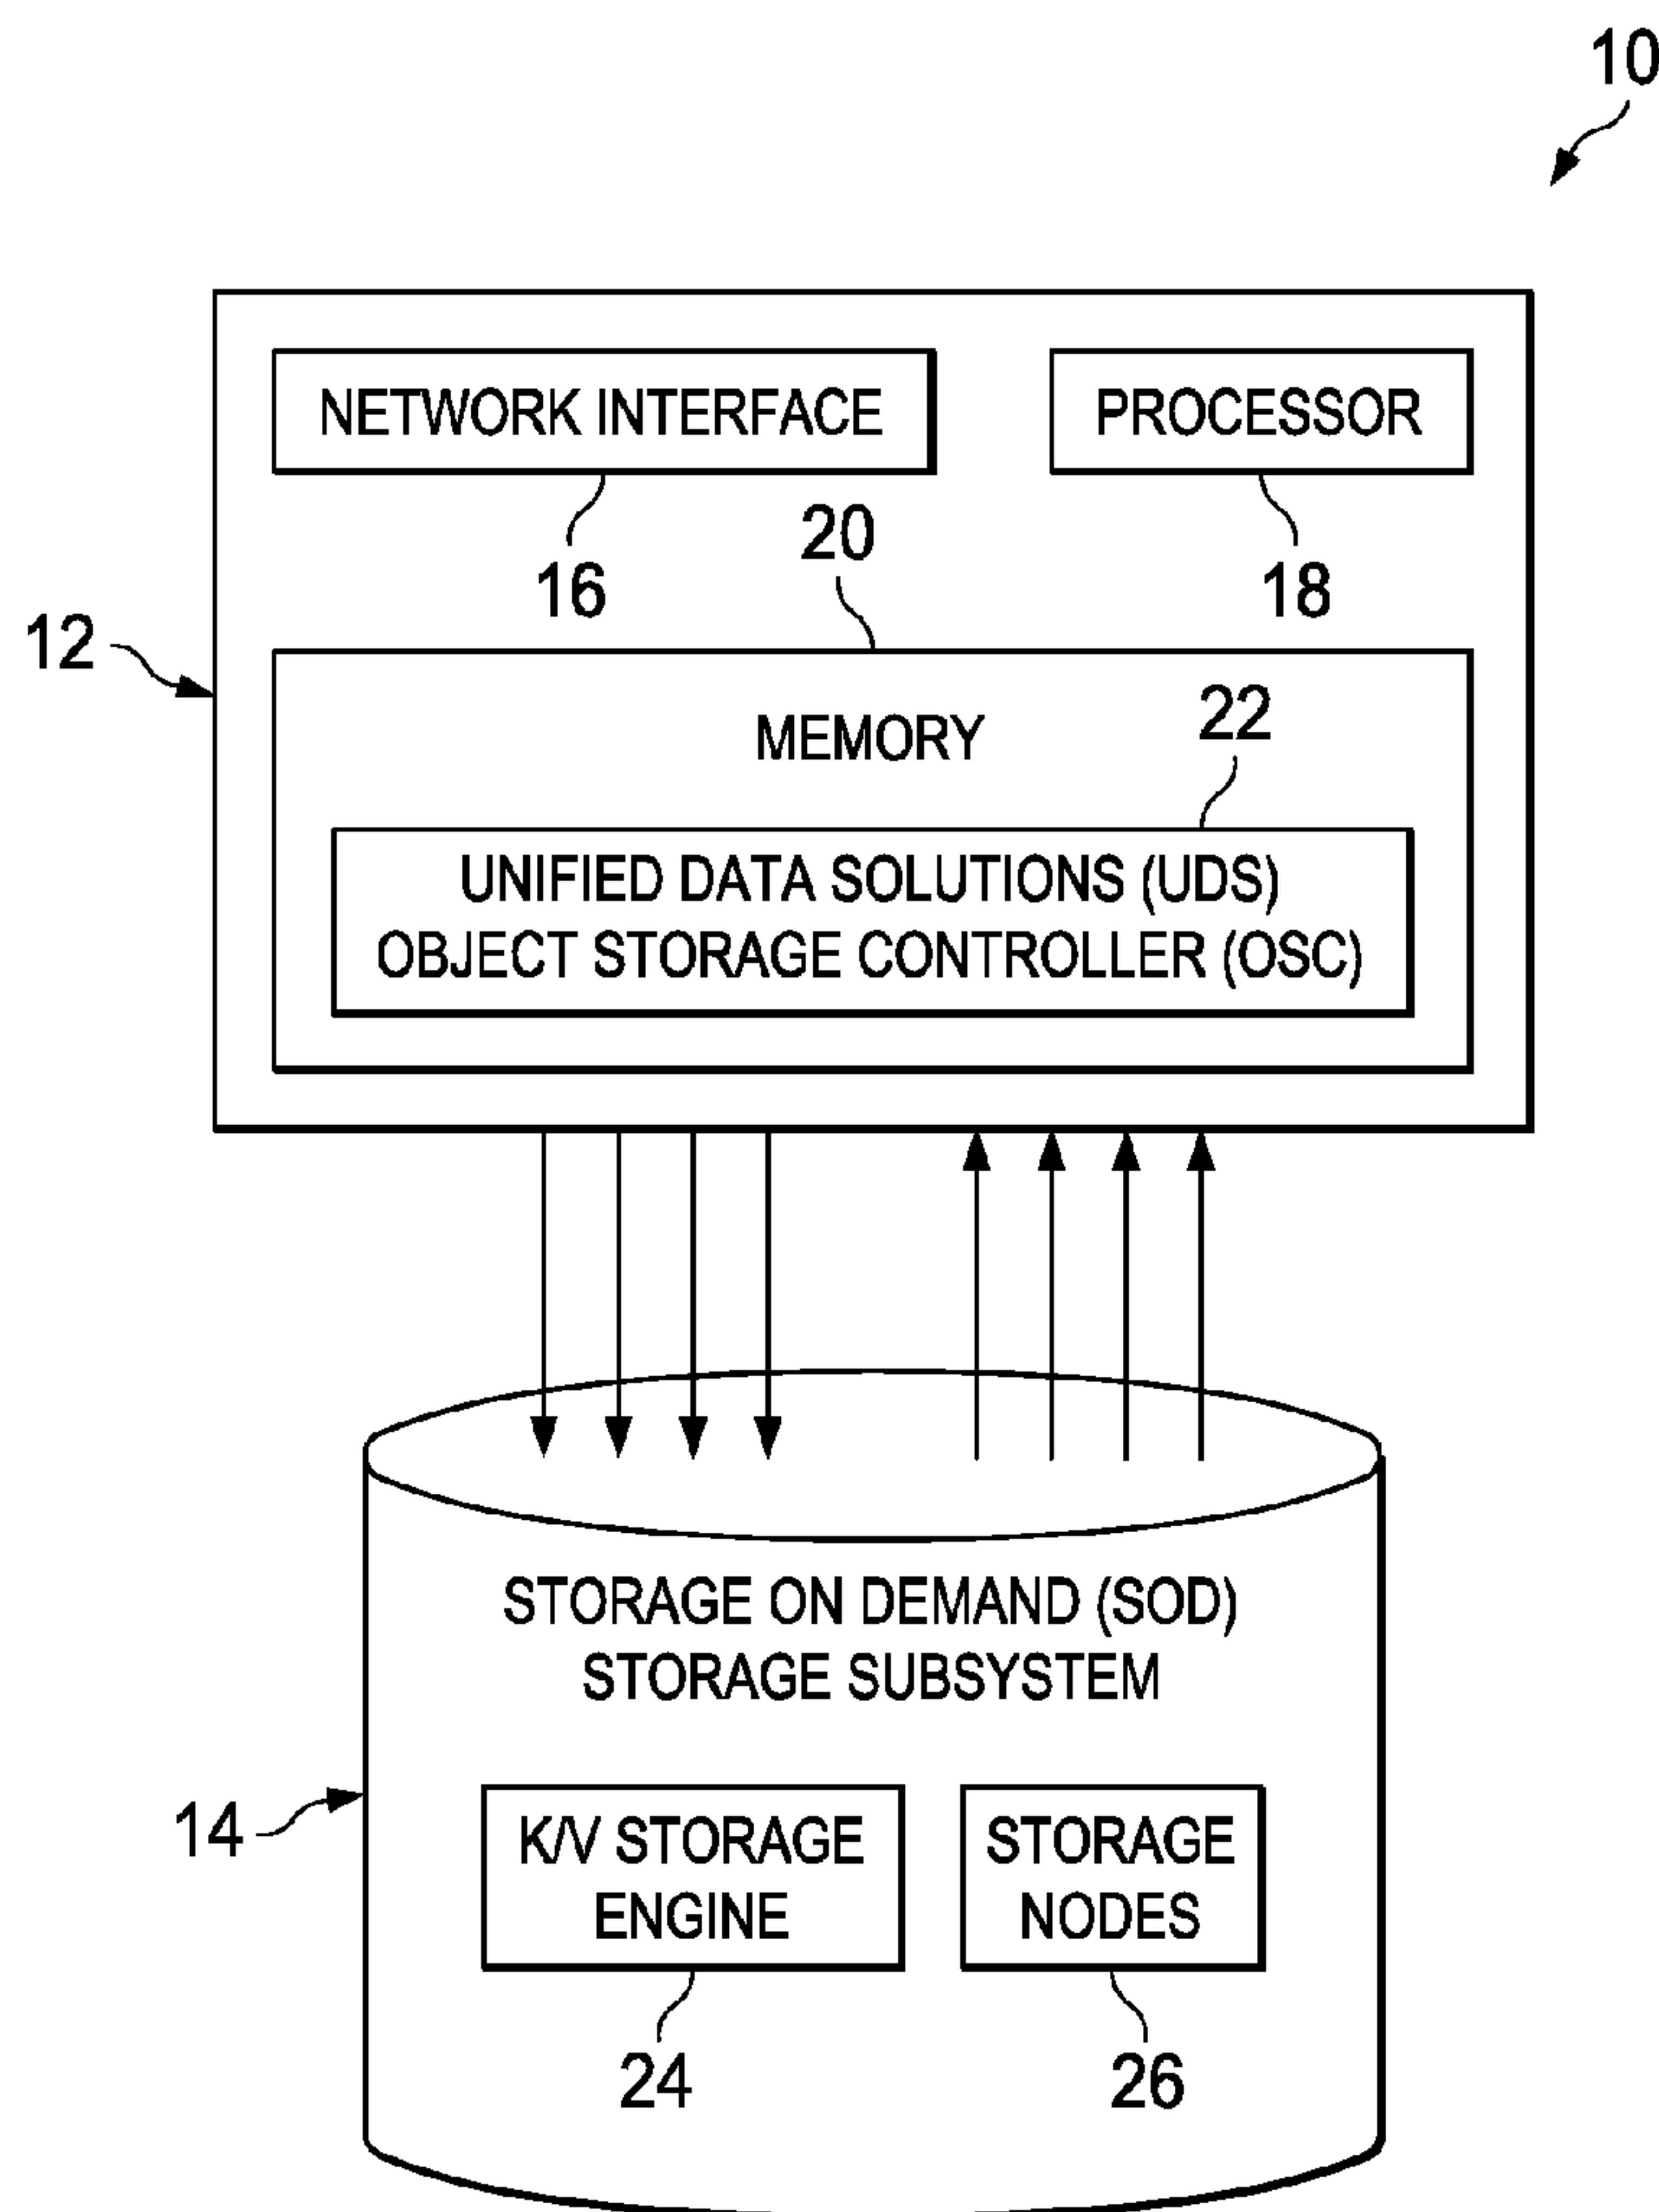 10
NETWORK INTERFACE
PROCESSOR
16
20
18
12
MEMORY
22
UNIFIED DATA SOLUTIONS (UDS)
OBJECT STORAGE CONTROLLER (OSC)
STORAGE ON DEMAND (SOD)
STORAGE SUBSYSTEM
14
K/V STORAGE
ENGINE
STORAGE
NODES
24
26